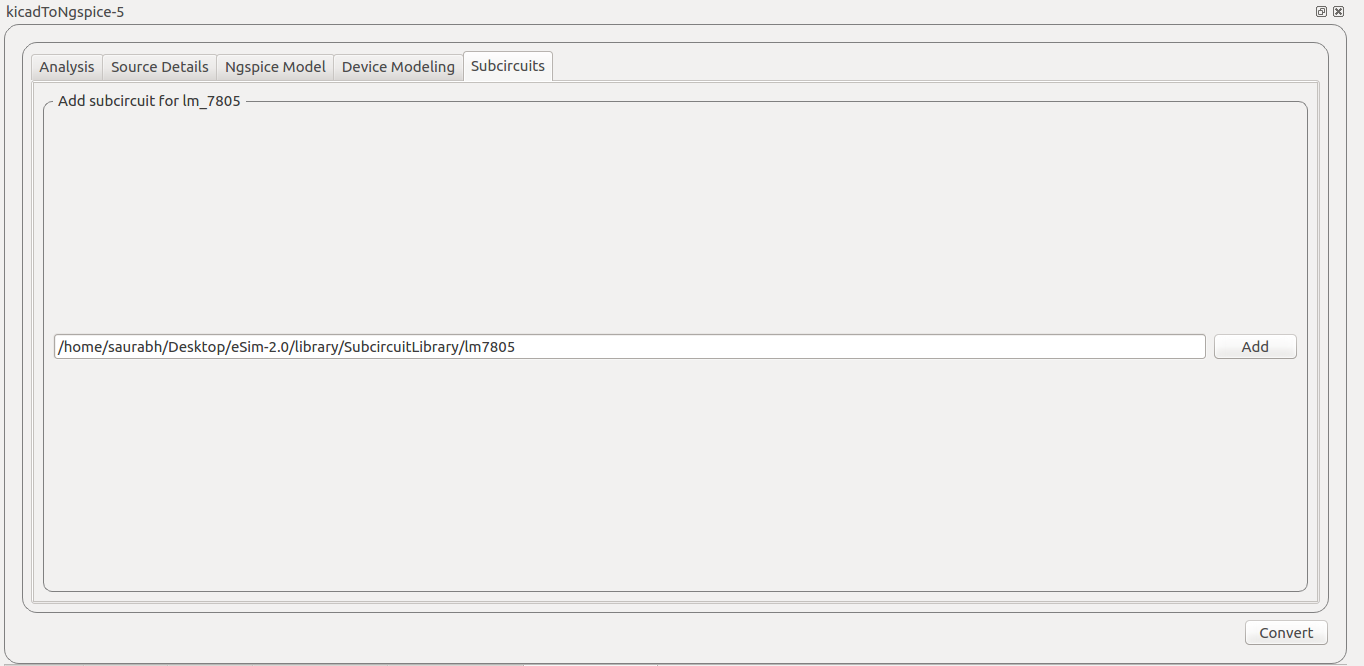 kicadToNgspice-5
Analysis Source Details Ngspice Model Device Modeling Subcircuits
Add subcircuit for lm_7805
/home/saurabh/Desktop/eSim-2.0/library/SubcircuitLibrary/lm7805 Add
Convert